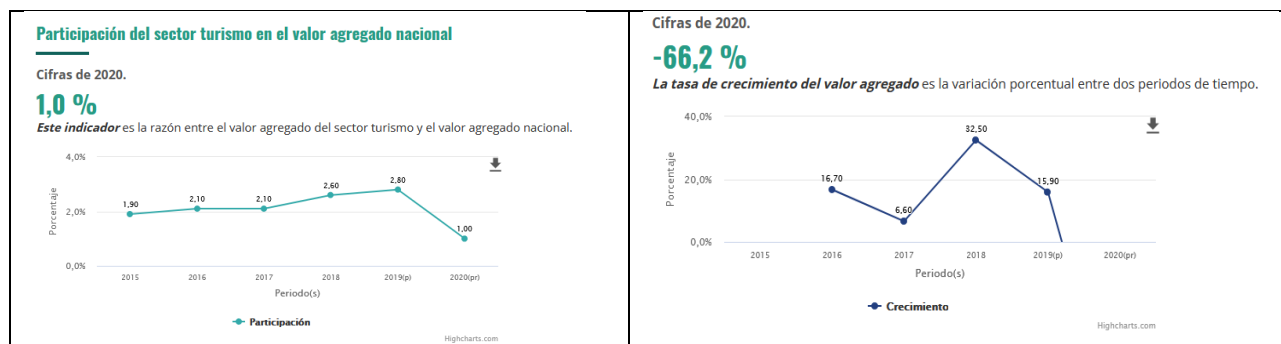 Participación del sector turismo en el valor agregado nacional
Cifras de 2020.
1,0 %
Este indicador es la razón entre el valor agregado del sector turismo y el valor agregado nacional.
4,0%
2,0%
0,0%
Porcentaje
1,90
2,10
2,10
2,60
2,80
1,00
2015
2016
2017
2018
2019(p)
2020(pr)
Periodo(s)
Participación
Highcharts.com
Cifras de 2020.
-66,2 %
La tasa de crecimiento del valor agregado es la variación porcentual entre dos periodos de tiempo.
40,0%
20,0%
0,0%
Porcentaje
16,70
6,60
32,50
15,90
2015
2016
2017
2018
2019(p)
2020(pr)
Periodo(s)
Crecimiento
Highcharts.com